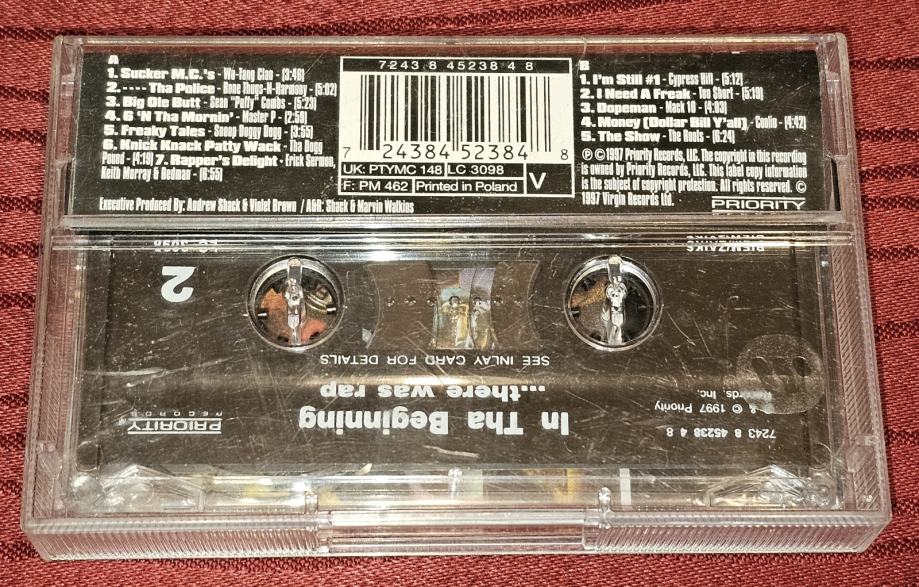 A
1. Sucker M.C.'s - Wu-Tang Clan - (3:46)
2.---- Tha Police - Bone Thugs-N-Harmony - (5:02)
3. Big Ole Butt - Sean "Puffy" Combs - (5:23)
4. 6 'N Tha Mornin' - Master P - (2:59)
5. Freaky Tales - Snoop Doggy Dogg - (3:55)
6. Knick Knack Patty Wack - Tha Dogg
Pound - (4:19) 7. Rapper's Delight - Erick Sermon,
Keith Murray & Redman - (6:55)
Executive Produced By: Andrew Shack & Violet Brown / A&R: Shack & Marvin Watkins
7243 8 45238 4 8
7 24384 52384 8
UK: PTYMC 148 LC 3098
F: PM 462 Printed in Poland V
B
1. I'm Still #1 - Cypress Hill - (5:12)
2. I Need A Freak - Too $hort - (5:19)
3. Dopeman - Mack 10 - (4:03)
4. Money (Dollar Bill Y'all) - Coolio - (4:42)
5. The Show - The Roots - (6:24)
℗ © 1997 Priority Records, LLC. The copyright in this recording
is owned by Priority Records, LLC. This label copy information
is the subject of copyright protection. All rights reserved. ©
1997 Virgin Records Ltd.
PRIORITY
2
LC 3098
BIEM/ZAIKS
SEE INLAY CARD FOR DETAILS
In Tha Beginning
...there was rap
PRIORITY
RECORDS
7243 8 45238 4 8
℗ & © 1997 Priority
Records, Inc.